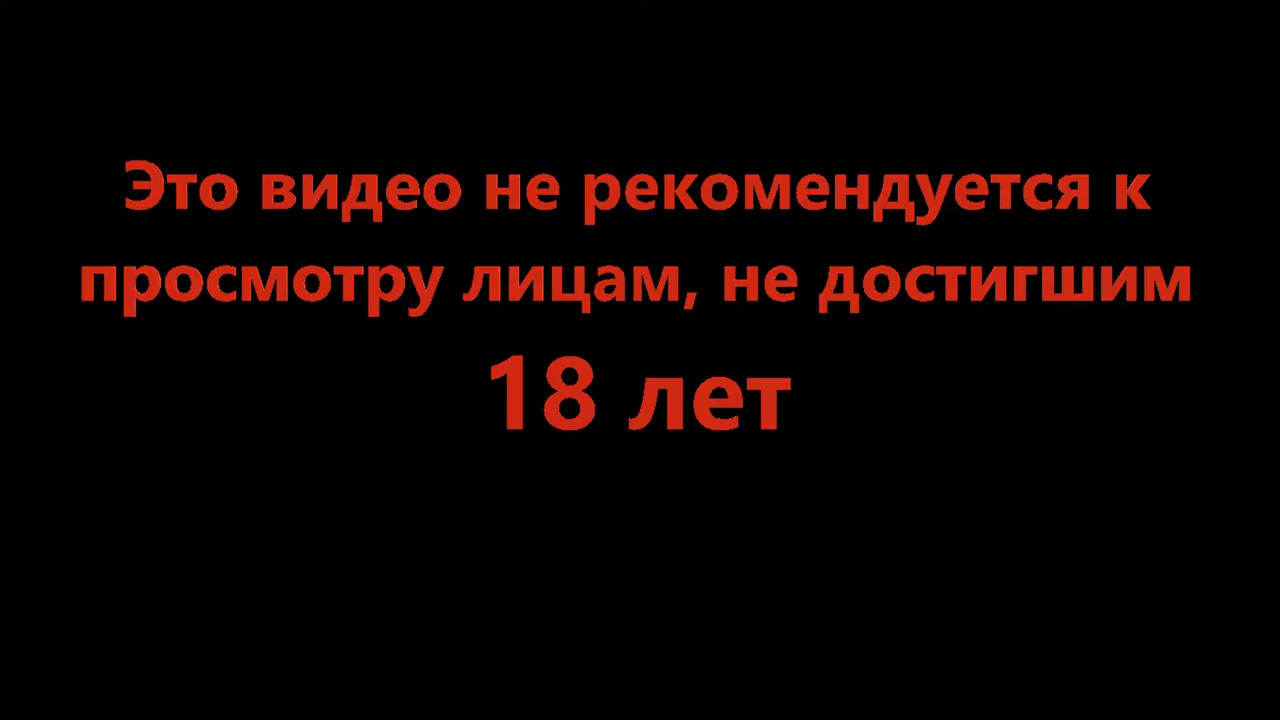 Это видео не рекомендуется к
просмотру лицам, не достигшим
18 лет